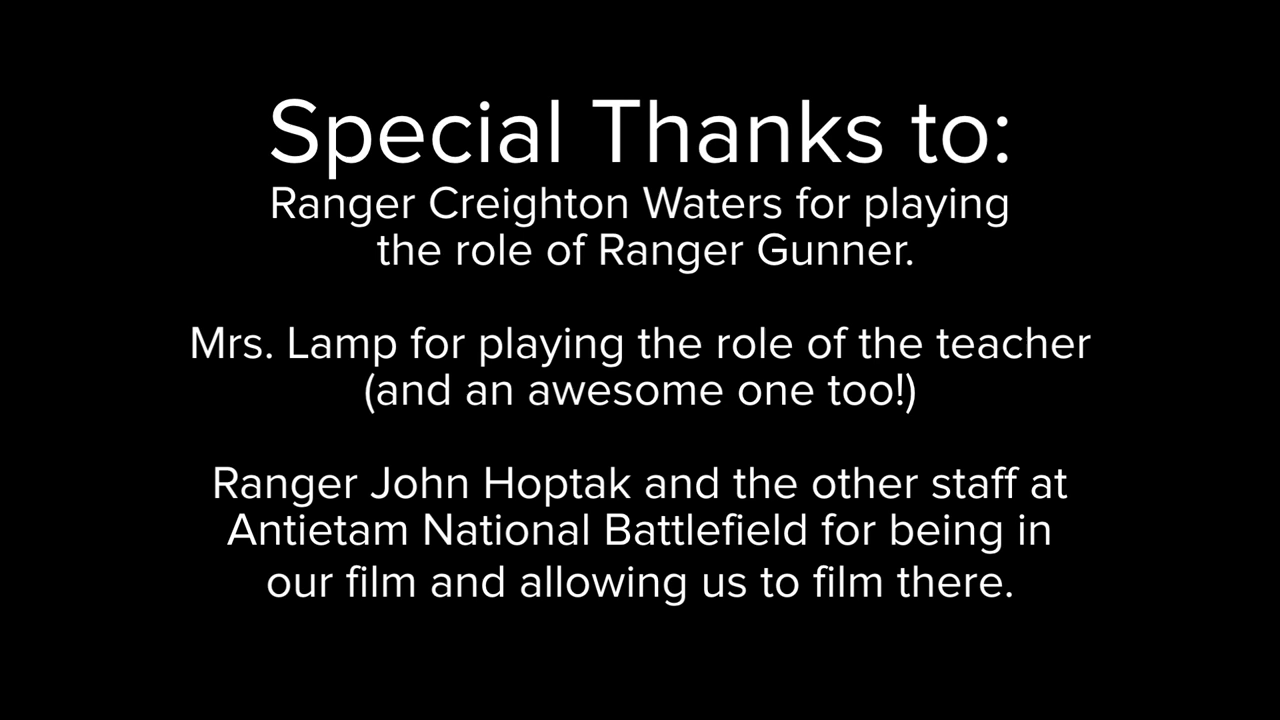 Special Thanks to:
Ranger Creighton Waters for playing
the role of Ranger Gunner.
Mrs. Lamp for playing the role of the teacher
(and an awesome one too!)
Ranger John Hoptak and the other staff at
Antietam National Battlefield for being in
our film and allowing us to film there.